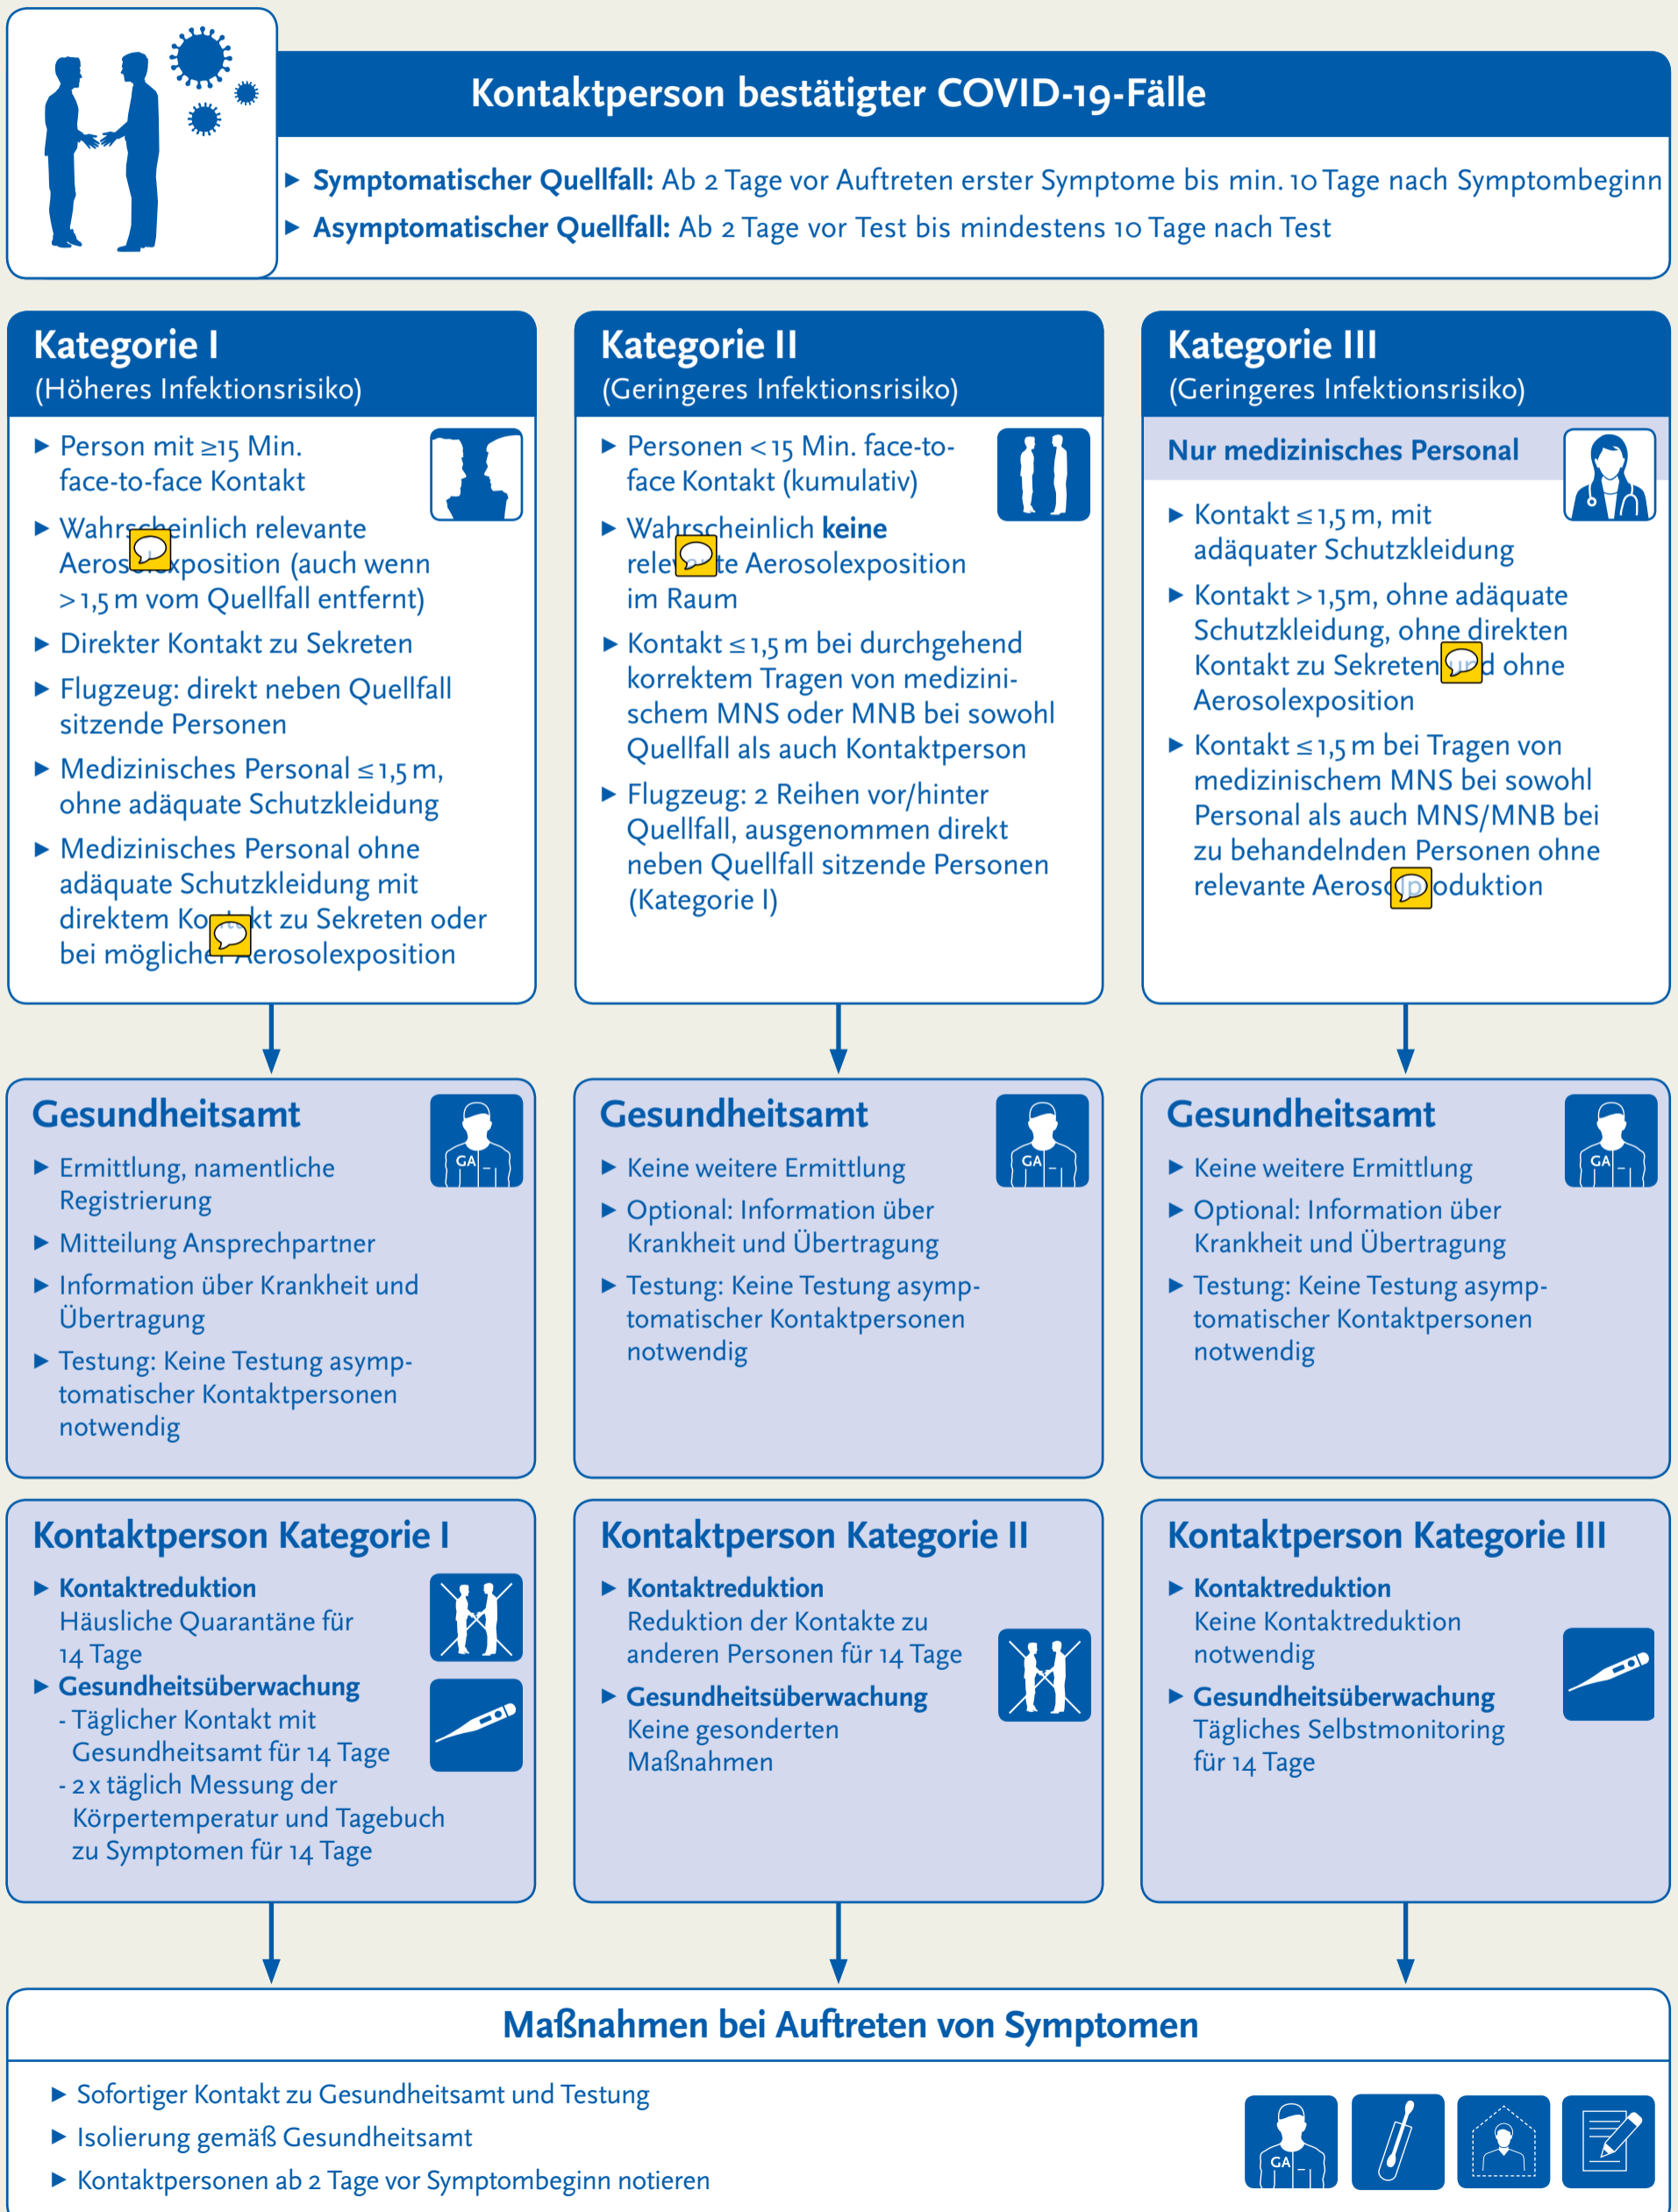 Kontaktperson bestätigter COVID-19-Fälle
▶ Symptomatischer Quellfall: Ab 2 Tage vor Auftreten erster Symptome bis min. 10 Tage nach Symptombeginn
▶ Asymptomatischer Quellfall: Ab 2 Tage vor Test bis mindestens 10 Tage nach Test
Kategorie I
(Höheres Infektionsrisiko)
▶ Person mit ≥15 Min.
face-to-face Kontakt
▶ Wahrscheinlich relevante
Aerosolexposition (auch wenn
>1,5 m vom Quellfall entfernt)
▶ Direkter Kontakt zu Sekreten
▶ Flugzeug: direkt neben Quellfall
sitzende Personen
▶ Medizinisches Personal ≤1,5 m,
ohne adäquate Schutzkleidung
▶ Medizinisches Personal ohne
adäquate Schutzkleidung mit
direktem Kontakt zu Sekreten oder
bei möglicher Aerosolexposition
Kategorie II
(Geringeres Infektionsrisiko)
▶ Personen <15 Min. face-to-
face Kontakt (kumulativ)
▶ Wahrscheinlich keine
relevante Aerosolexposition
im Raum
▶ Kontakt ≤1,5 m bei durchgehend
korrektem Tragen von medizini-
schem MNS oder MNB bei sowohl
Quellfall als auch Kontaktperson
▶ Flugzeug: 2 Reihen vor/hinter
Quellfall, ausgenommen direkt
neben Quellfall sitzende Personen
(Kategorie I)
Kategorie III
(Geringeres Infektionsrisiko)
Nur medizinisches Personal
▶ Kontakt ≤1,5 m, mit
adäquater Schutzkleidung
▶ Kontakt >1,5m, ohne adäquate
Schutzkleidung, ohne direkten
Kontakt zu Sekreten und ohne
Aerosolexposition
▶ Kontakt ≤1,5 m bei Tragen von
medizinischem MNS bei sowohl
Personal als auch MNS/MNB bei
zu behandelnden Personen ohne
relevante Aerosolproduktion
Gesundheitsamt
GA
▶ Ermittlung, namentliche
Registrierung
▶ Mitteilung Ansprechpartner
▶ Information über Krankheit und
Übertragung
▶ Testung: Keine Testung asymp-
tomatischer Kontaktpersonen
notwendig
Gesundheitsamt
GA
▶ Keine weitere Ermittlung
▶ Optional: Information über
Krankheit und Übertragung
▶ Testung: Keine Testung asymp-
tomatischer Kontaktpersonen
notwendig
Gesundheitsamt
GA
▶ Keine weitere Ermittlung
▶ Optional: Information über
Krankheit und Übertragung
▶ Testung: Keine Testung asymp-
tomatischer Kontaktpersonen
notwendig
Kontaktperson Kategorie I
▶ Kontaktreduktion
Häusliche Quarantäne für
14 Tage
▶ Gesundheitsüberwachung
- Täglicher Kontakt mit
Gesundheitsamt für 14 Tage
- 2 x täglich Messung der
Körpertemperatur und Tagebuch
zu Symptomen für 14 Tage
Kontaktperson Kategorie II
▶ Kontaktreduktion
Reduktion der Kontakte zu
anderen Personen für 14 Tage
▶ Gesundheitsüberwachung
Keine gesonderten
Maßnahmen
Kontaktperson Kategorie III
▶ Kontaktreduktion
Keine Kontaktreduktion
notwendig
▶ Gesundheitsüberwachung
Tägliches Selbstmonitoring
für 14 Tage
Maßnahmen bei Auftreten von Symptomen
▶ Sofortiger Kontakt zu Gesundheitsamt und Testung
▶ Isolierung gemäß Gesundheitsamt
▶ Kontaktpersonen ab 2 Tage vor Symptombeginn notieren
GA